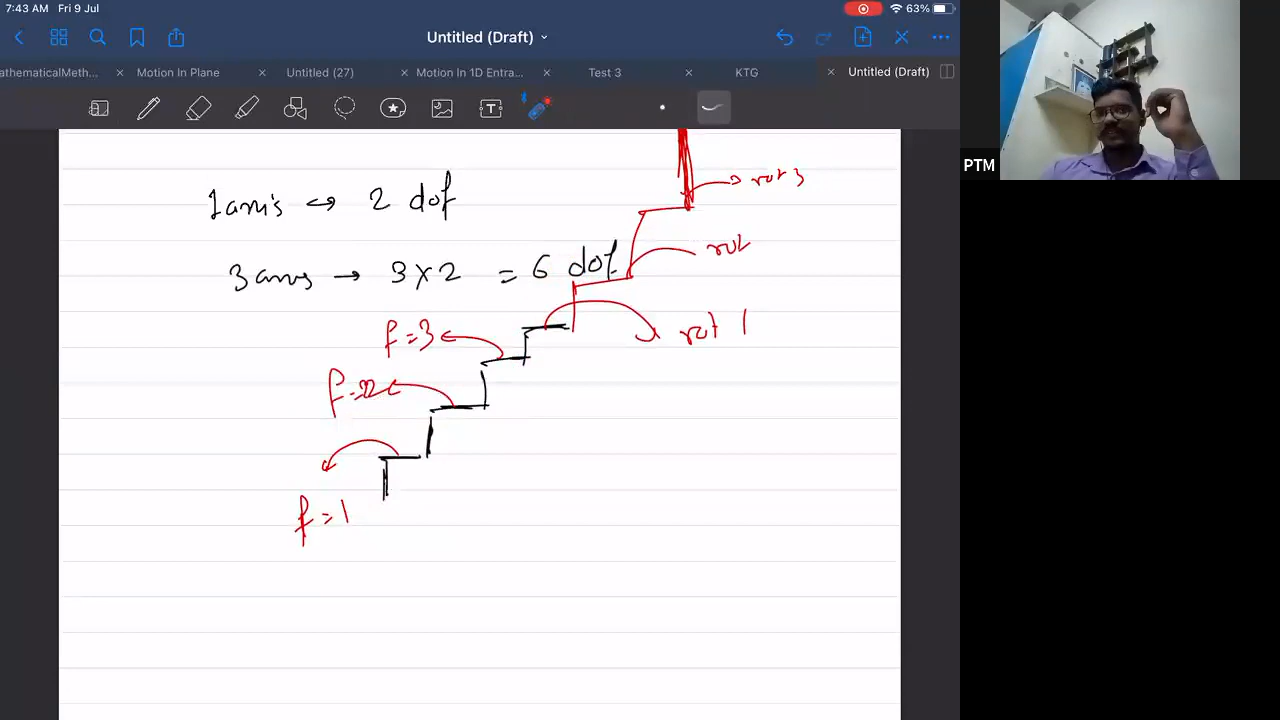 7:43 AM Fri 9 Jul
63%
Untitled (Draft)
athematicalMeth...
Motion In Plane
Untitled (27)
Motion In 1D Entra...
Test 3
KTG
Untitled (Draft)
PTM
rot 3
1 axis ↔ 2 dof
rot
3 axis → 3 x 2 = 6 dof
f = 3
rot 1
f = 2
f = 1